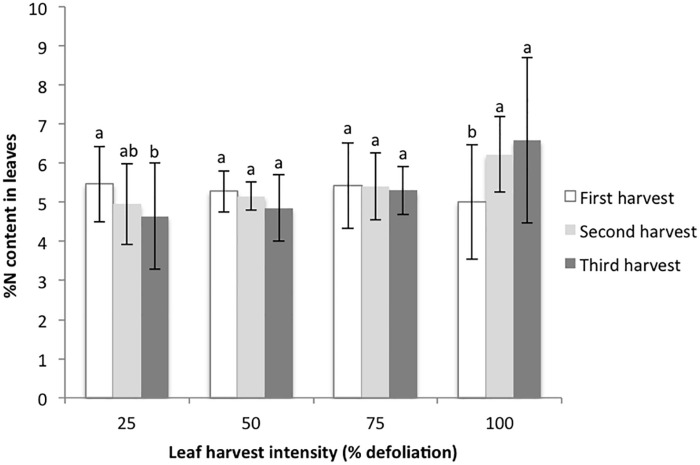 10
9
8
7
6
5
4
3
2
1
0
%N content in leaves
a ab b
a a a
a a a
b a a
First harvest
Second harvest
Third harvest
25 50 75 100
Leaf harvest intensity (% defoliation)